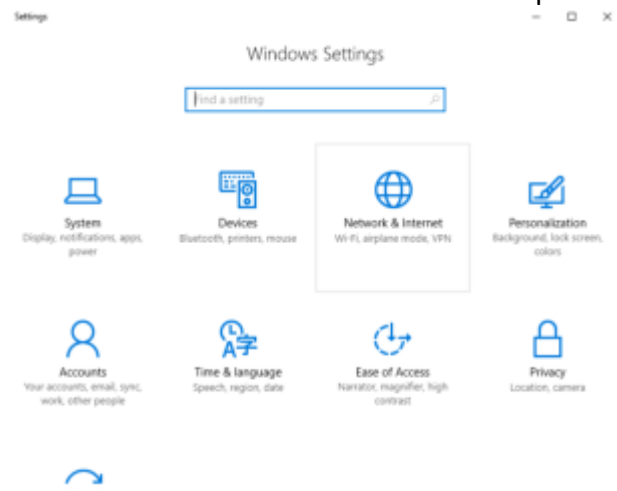 Settings
Windows Settings
Find a setting
System
Display, notifications, apps,
power
Devices
Bluetooth, printers, mouse
Network & Internet
Wi-Fi, airplane mode, VPN
Personalization
Background, lock screen,
colors
Accounts
Your accounts, email, sync,
work, other people
Time & language
Speech, region, date
Ease of Access
Narrator, magnifier, high
contrast
Privacy
Location, camera